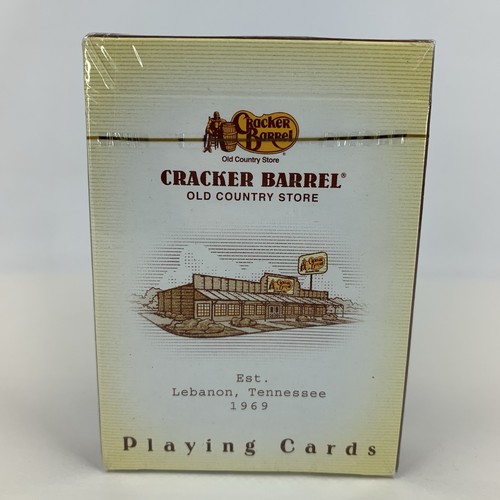 Cracker
Barrel
Old Country Store
CRACKER BARREL®
OLD COUNTRY STORE
Est.
Lebanon, Tennessee
1969
Playing Cards